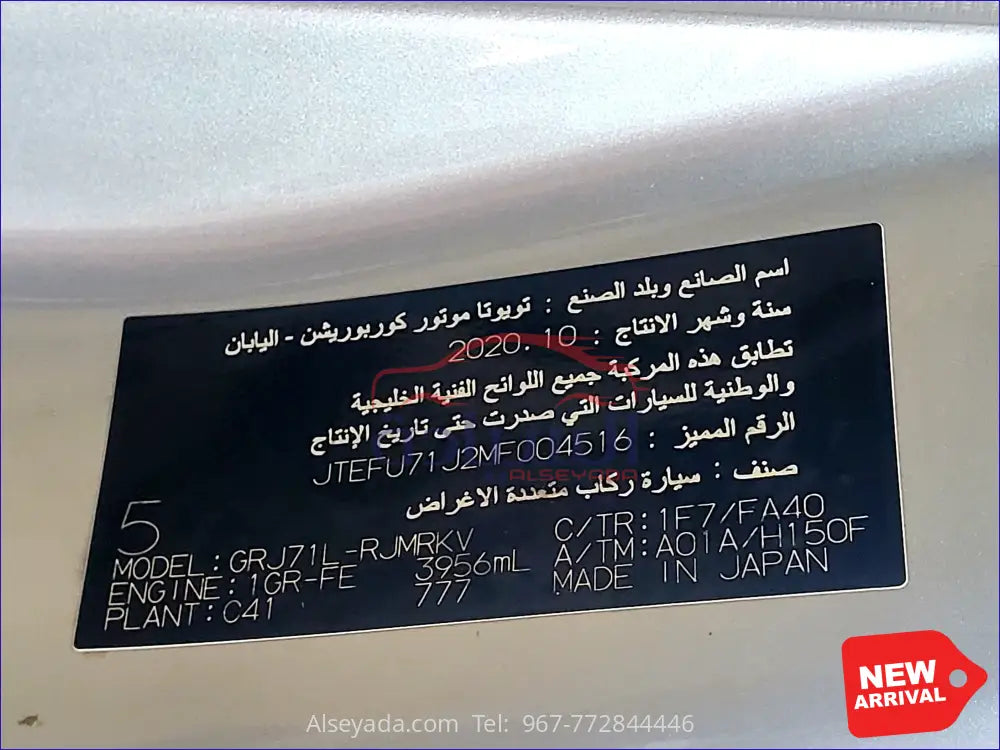 اسم الصانع وبلد الصنع : تويوتا موتور كوربوريشن - اليابان
سنة وشهر الانتاج : 2020.10
تطابق هذه المركبة جميع اللوائح الفنية الخليجية
والوطنية للسيارات التي صدرت حتى تاريخ الإنتاج
الرقم المميز : JTEFU71J2MF004516
صنف : سيارة ركاب متعددة الاغراض
ALSEYADA
5
MODEL:GRJ71L-RJMRKV C/TR:1F7/FA40
ENGINE:1GR-FE 3956mL A/TM:A01A/H150F
PLANT:C41 777 MADE IN JAPAN
NEW
ARRIVAL
Alseyada.com Tel: 967-772844446